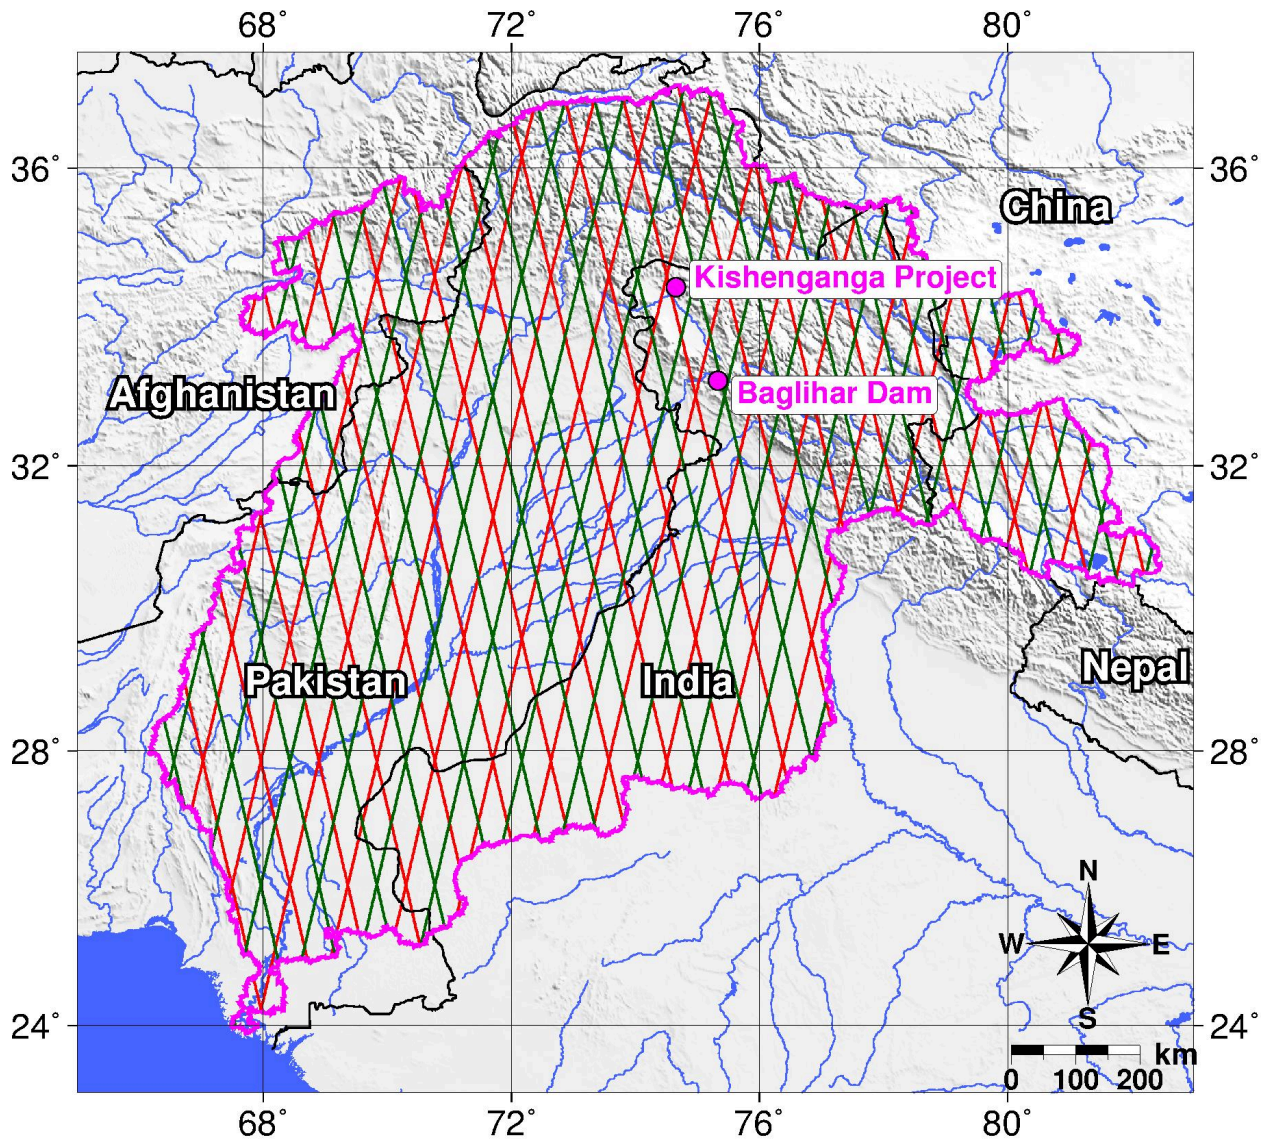 68° 72° 76° 80°
36° 36°
China
Kishenganga Project
Afghanistan
Baglihar Dam
32° 32°
Pakistan India Nepal
28° 28°
N
W E
S
24° 24°
km
0 100 200
68° 72° 76° 80°